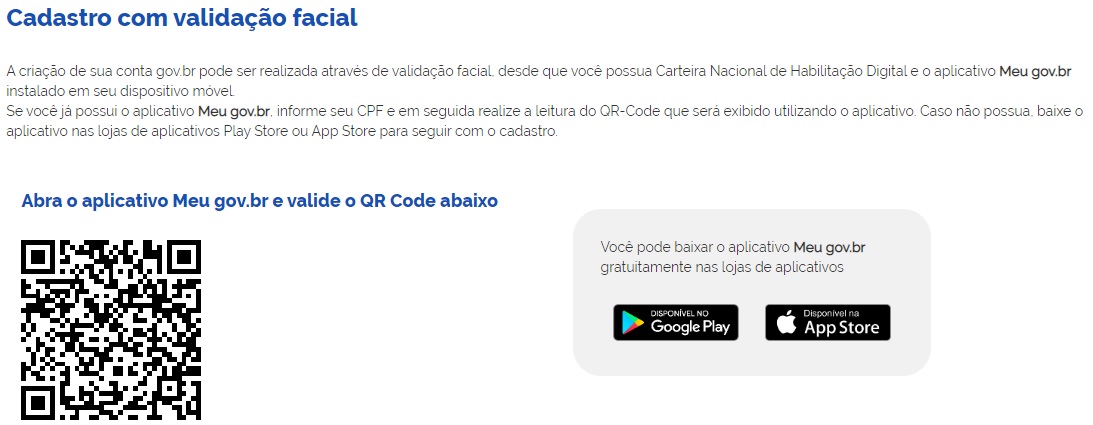 Cadastro com validação facial
A criação de sua conta gov.br pode ser realizada através de validação facial, desde que você possua Carteira Nacional de Habilitação Digital e o aplicativo Meu gov.br
instalado em seu dispositivo móvel.
Se você já possui o aplicativo Meu gov.br, informe seu CPF e em seguida realize a leitura do QR-Code que será exibido utilizando o aplicativo. Caso não possua, baixe o
aplicativo nas lojas de aplicativos Play Store ou App Store para seguir com o cadastro.
Abra o aplicativo Meu gov.br e valide o QR Code abaixo
Você pode baixar o aplicativo Meu gov.br
gratuitamente nas lojas de aplicativos
DISPONÍVEL NO
Google Play
Disponível na
App Store